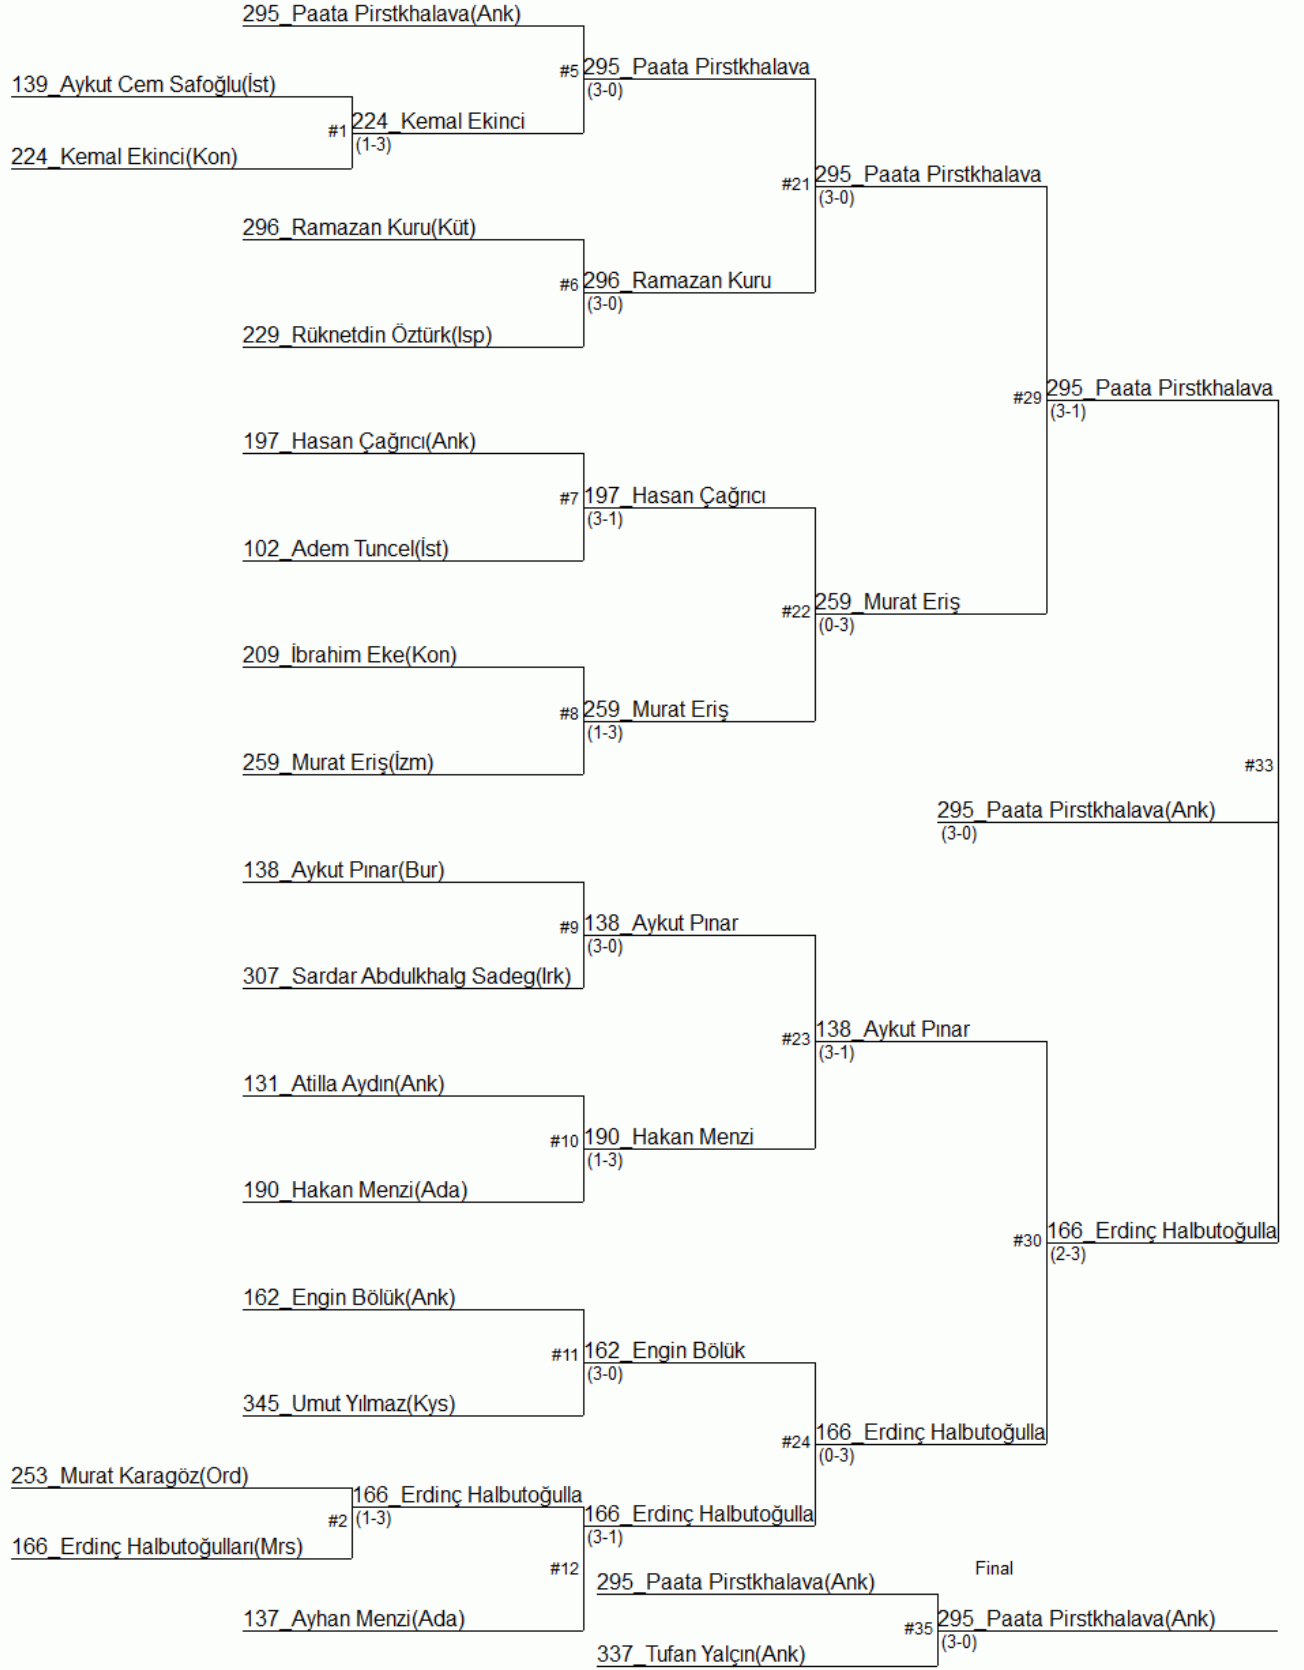 295_Paata Pirstkhalava(Ank)
#5
295_Paata Pirstkhalava
(3-0)
139_Aykut Cem Safoğlu(İst)
#1
224_Kemal Ekinci
(1-3)
224_Kemal Ekinci(Kon)
#21
295_Paata Pirstkhalava
(3-0)
296_Ramazan Kuru(Küt)
#6
296_Ramazan Kuru
(3-0)
229_Rüknetdin Öztürk(Isp)
#29
295_Paata Pirstkhalava
(3-1)
197_Hasan Çağrıcı(Ank)
#7
197_Hasan Çağrıcı
(3-1)
102_Adem Tuncel(İst)
#22
259_Murat Eriş
(0-3)
209_İbrahim Eke(Kon)
#8
259_Murat Eriş
(1-3)
259_Murat Eriş(İzm)
#33
295_Paata Pirstkhalava(Ank)
(3-0)
138_Aykut Pınar(Bur)
#9
138_Aykut Pınar
(3-0)
307_Sardar Abdulkhalg Sadeg(Irk)
#23
138_Aykut Pınar
(3-1)
131_Atilla Aydın(Ank)
#10
190_Hakan Menzi
(1-3)
190_Hakan Menzi(Ada)
#30
166_Erdinç Halbutoğulla
(2-3)
162_Engin Bölük(Ank)
#11
162_Engin Bölük
(3-0)
345_Umut Yılmaz(Kys)
#24
166_Erdinç Halbutoğulla
(0-3)
253_Murat Karagöz(Ord)
#2
166_Erdinç Halbutoğulla
(1-3)
166_Erdinç Halbutoğulları(Mrs)
166_Erdinç Halbutoğulla
(3-1)
#12
137_Ayhan Menzi(Ada)
Final
295_Paata Pirstkhalava(Ank)
#35
295_Paata Pirstkhalava(Ank)
(3-0)
337_Tufan Yalçın(Ank)